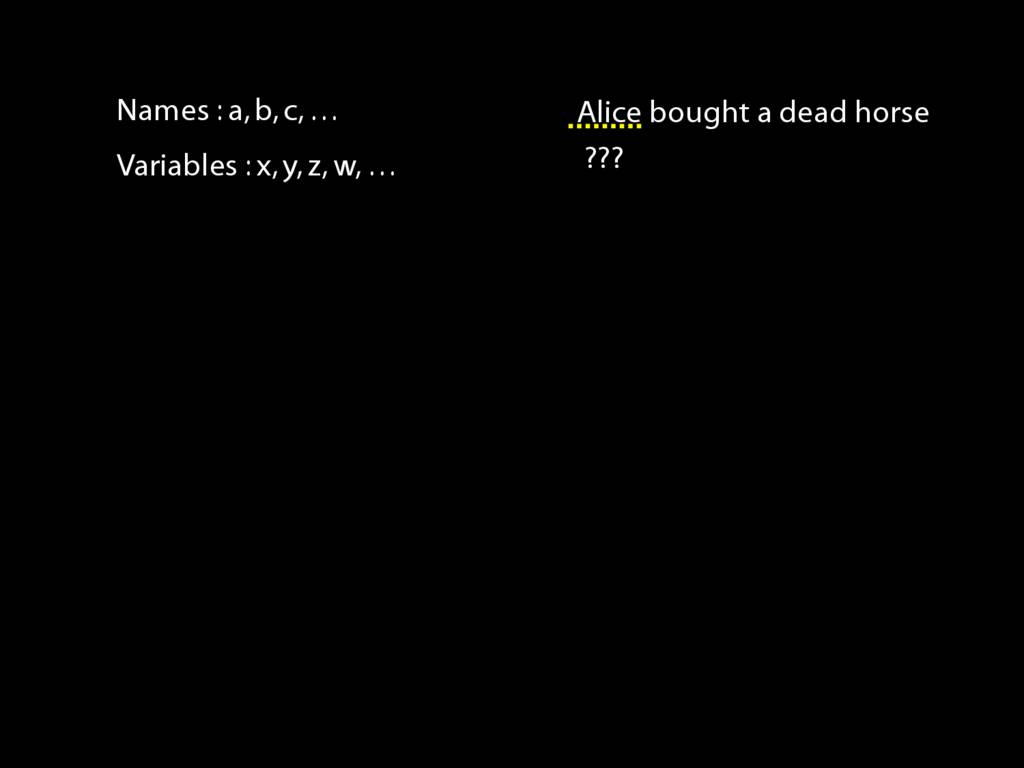 Names : a, b, c, …
Variables : x, y, z, w, …
Alice bought a dead horse
???